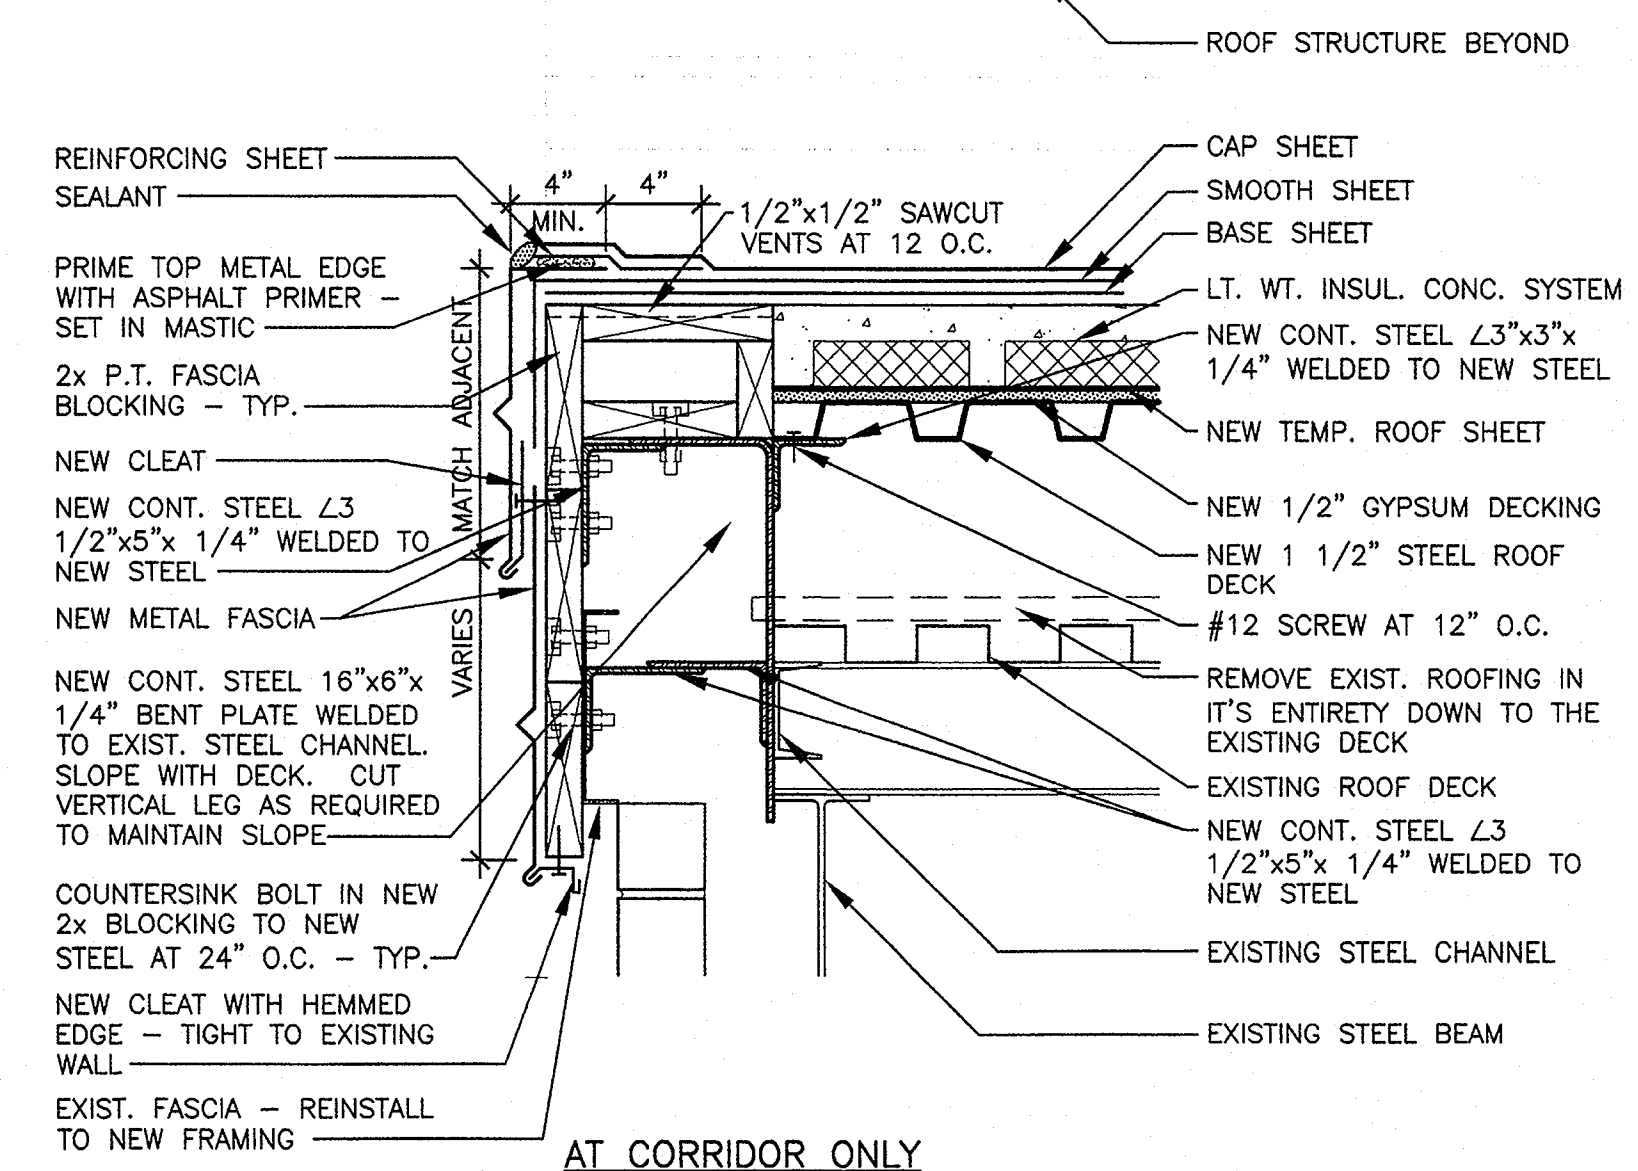 ROOF STRUCTURE BEYOND
REINFORCING SHEET
SEALANT
PRIME TOP METAL EDGE
WITH ASPHALT PRIMER –
SET IN MASTIC
2x P.T. FASCIA
BLOCKING – TYP.
NEW CLEAT
NEW CONT. STEEL ∠3
1/2"x5"x 1/4" WELDED TO
NEW STEEL
NEW METAL FASCIA
NEW CONT. STEEL 16"x6"x
1/4" BENT PLATE WELDED
TO EXIST. STEEL CHANNEL.
SLOPE WITH DECK. CUT
VERTICAL LEG AS REQUIRED
TO MAINTAIN SLOPE
COUNTERSINK BOLT IN NEW
2x BLOCKING TO NEW
STEEL AT 24" O.C. – TYP.
NEW CLEAT WITH HEMMED
EDGE – TIGHT TO EXISTING
WALL
EXIST. FASCIA – REINSTALL
TO NEW FRAMING
4"
4"
MIN.
1/2"x1/2" SAWCUT
VENTS AT 12 O.C.
MATCH ADJACENT
VARIES
CAP SHEET
SMOOTH SHEET
BASE SHEET
LT. WT. INSUL. CONC. SYSTEM
NEW CONT. STEEL ∠3"x3"x
1/4" WELDED TO NEW STEEL
NEW TEMP. ROOF SHEET
NEW 1/2" GYPSUM DECKING
NEW 1 1/2" STEEL ROOF
DECK
#12 SCREW AT 12" O.C.
REMOVE EXIST. ROOFING IN
IT'S ENTIRETY DOWN TO THE
EXISTING DECK
EXISTING ROOF DECK
NEW CONT. STEEL ∠3
1/2"x5"x 1/4" WELDED TO
NEW STEEL
EXISTING STEEL CHANNEL
EXISTING STEEL BEAM
AT CORRIDOR ONLY